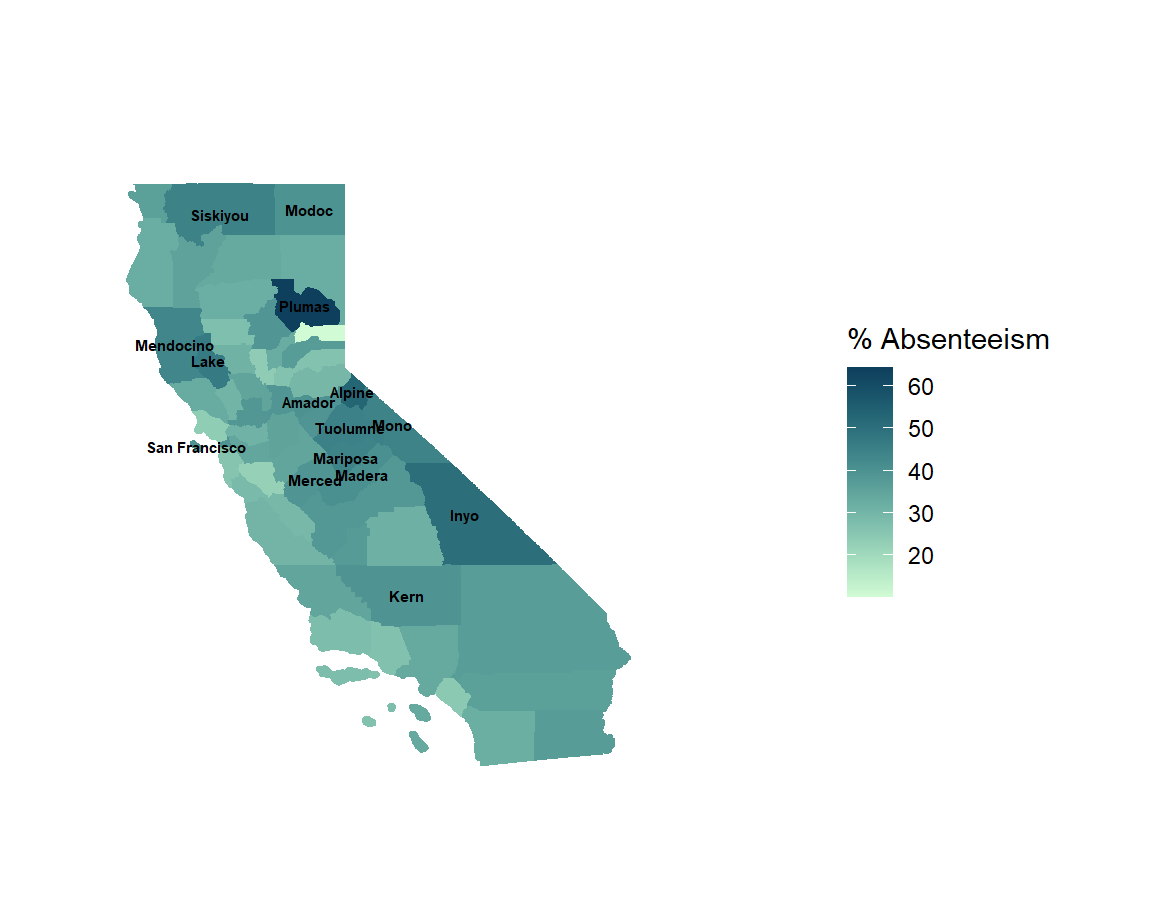 Siskiyou
Modoc
Plumas
Mendocino
Lake
Alpine
Amador
Tuolumne
Mono
San Francisco
Mariposa
Madera
Merced
Inyo
Kern
% Absenteeism
60
50
40
30
20